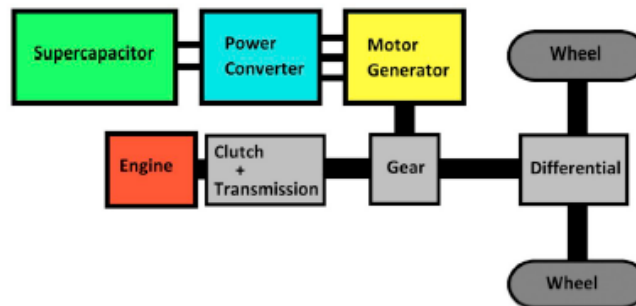 Supercapacitor
Power
Converter
Motor
Generator
Wheel
Engine
Clutch
+
Transmission
Gear
Differential
Wheel